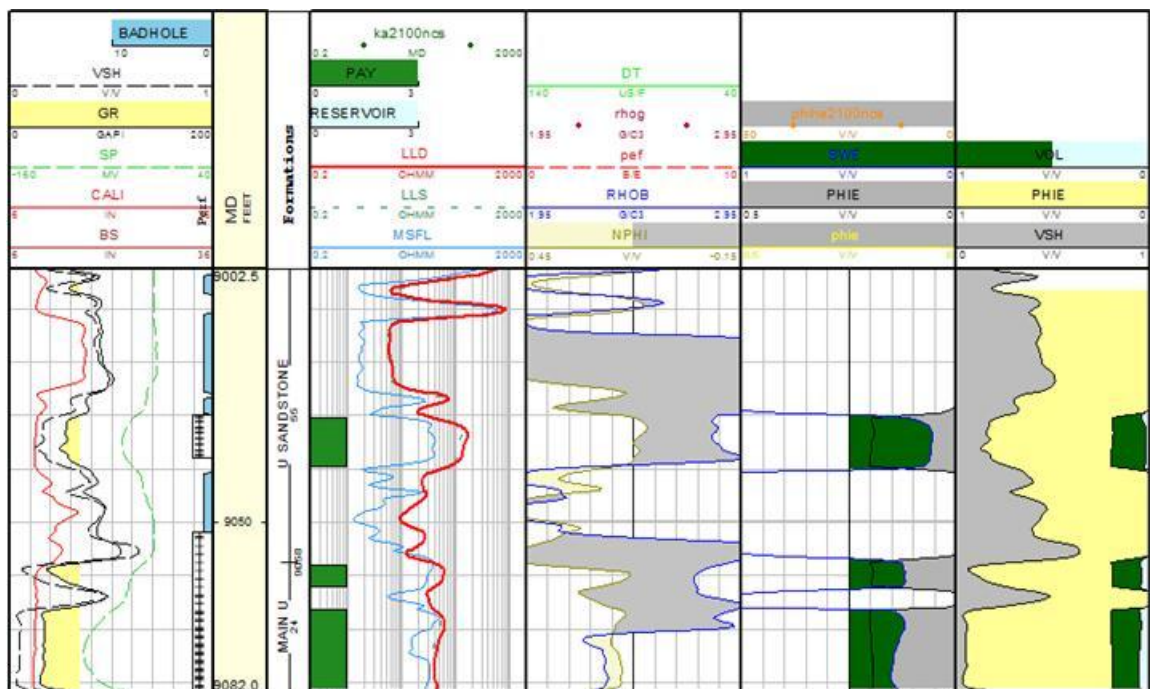 BADHOLE
10 0
VSH
0 V/V 1
GR
0 GAPI 200
SP
-160 MV 40
CALI
6 IN
BS
6 IN 36
Perf
MD
FEET
Formations
ka2100ncs
0.2 MD 2000
PAY
0 3
RESERVOIR
0 3
LLD
0.2 OHMM 2000
LLS
0.2 OHMM 2000
MSFL
0.2 OHMM 2000
DT
140 US/F 40
rhog
1.95 G/C3 2.95
pef
0 B/E 10
RHOB
1.95 G/C3 2.95
NPHI
0.45 V/V -0.15
phihe2100ncs
50 V/V 0
SWE
1 V/V 0
PHIE
0.5 V/V 0
phie
V/V
VOL
1 V/V 0
PHIE
1 V/V 0
VSH
0 V/V 1
9002.5
9050
9082.0
U SANDSTONE
55
9058
MAIN U
24